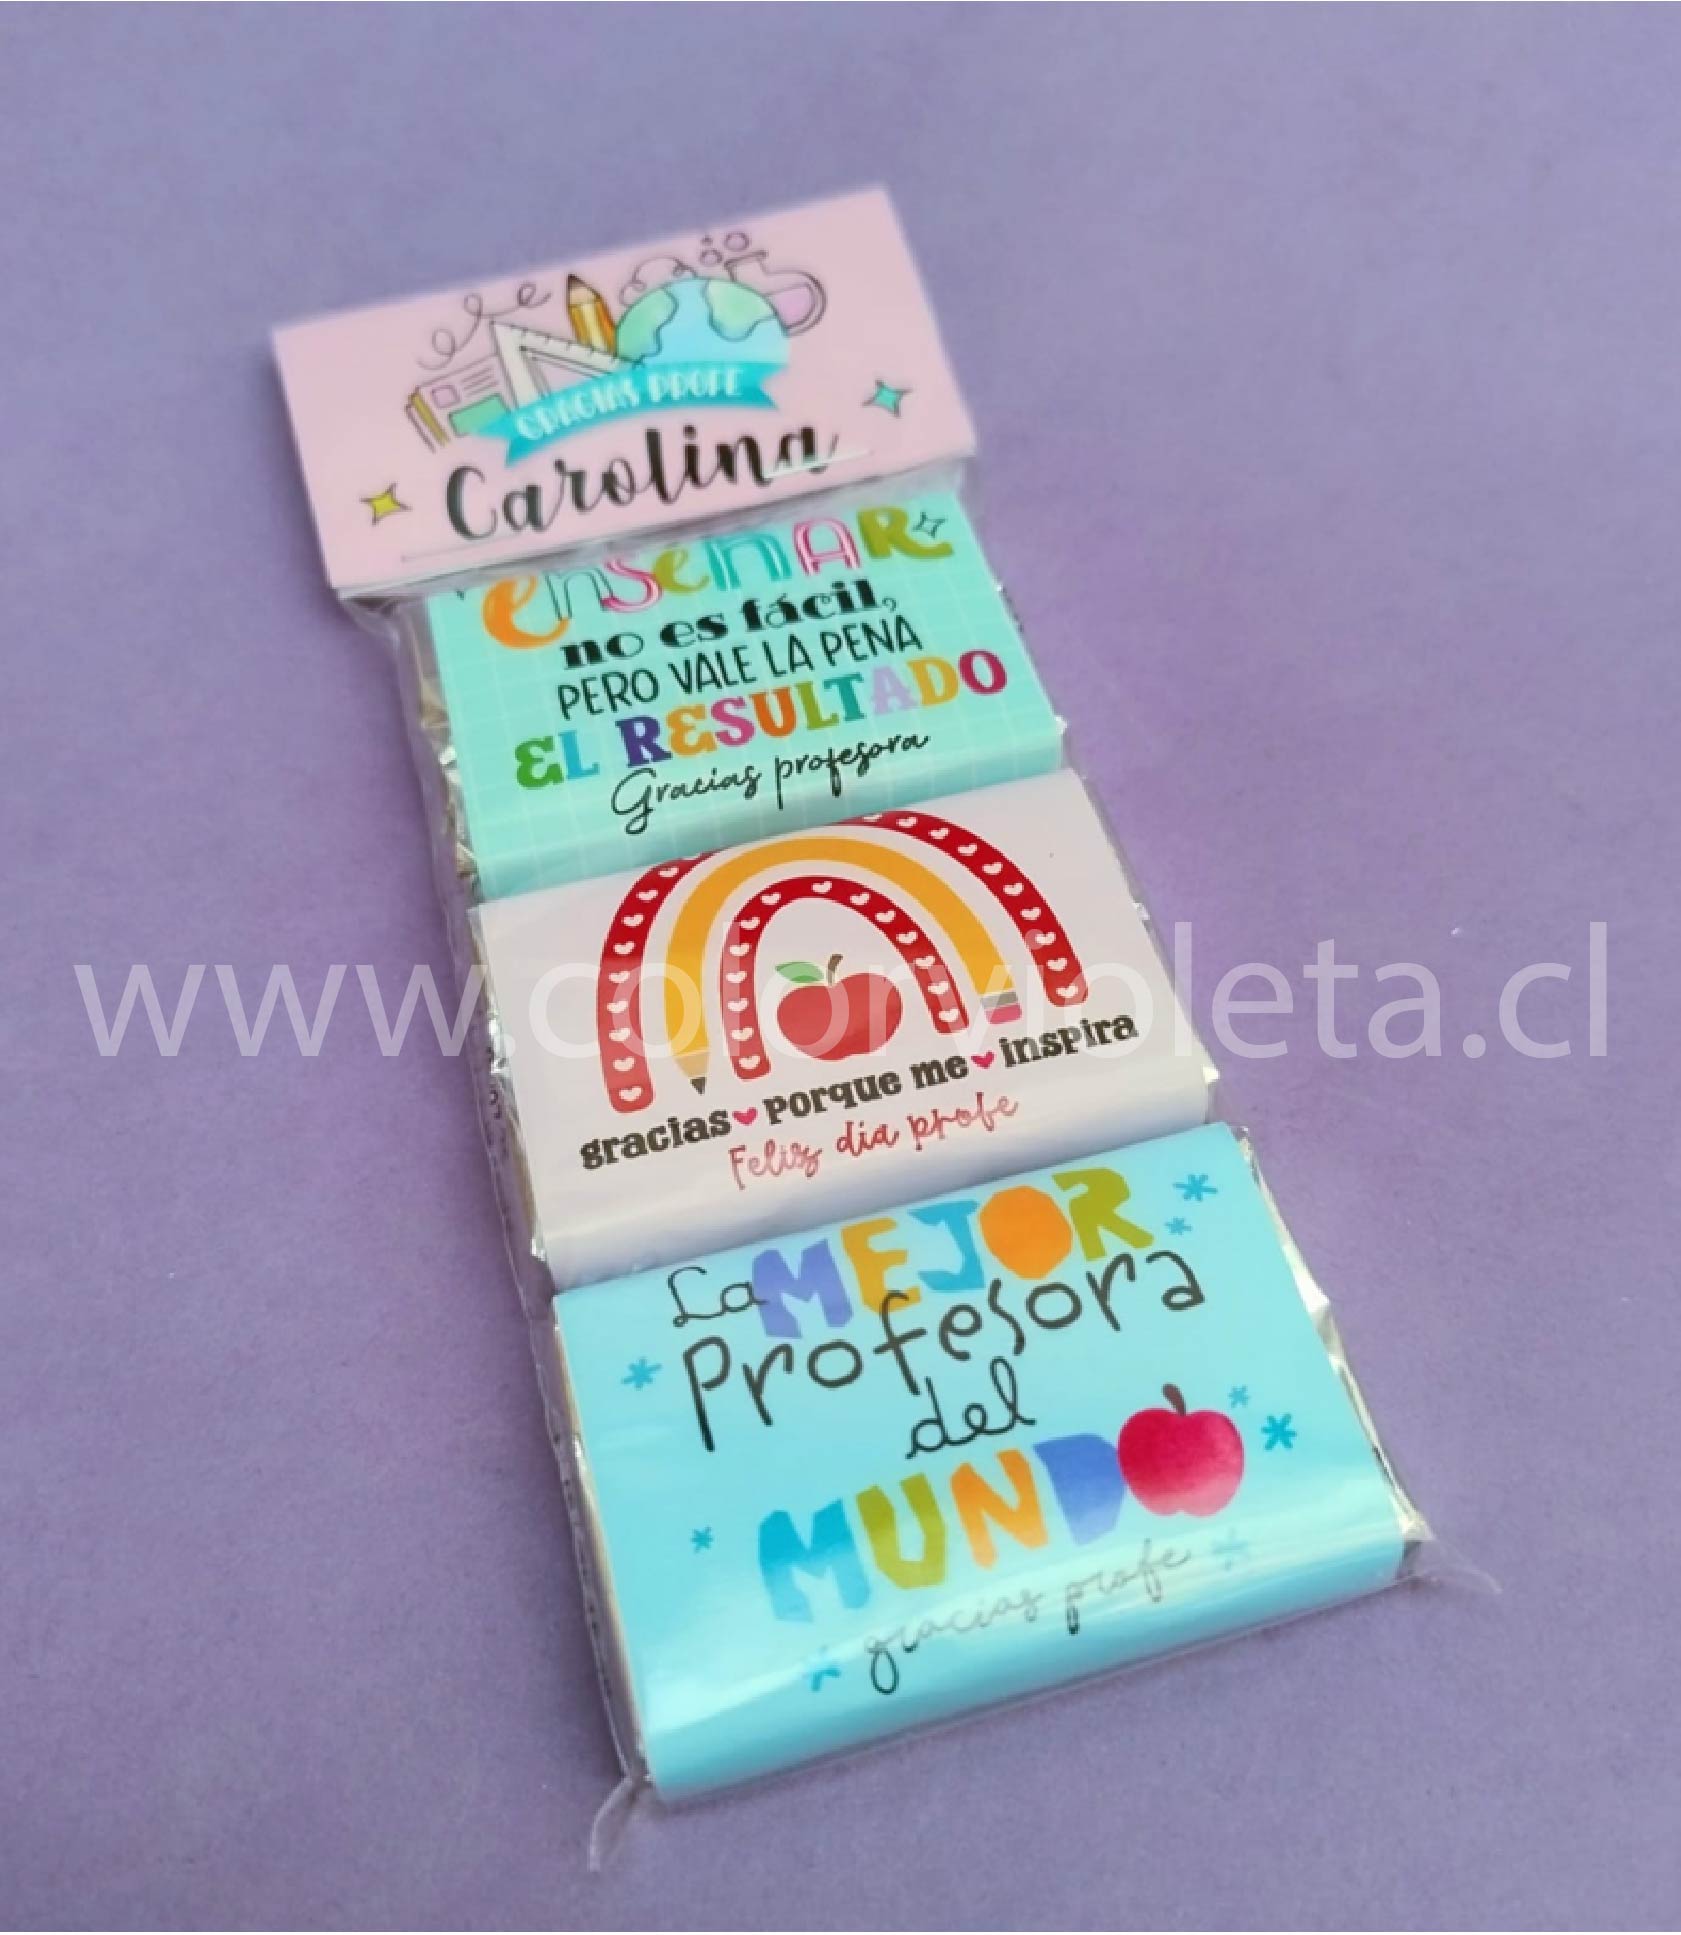 GRACIAS PROFE
Carolina
enseñAR
no es fácil,
PERO VALE LA PENA
EL RESULTADO
Gracias profesora
www.colorvioleta.cl
gracias porque me inspira
Feliz día profe
La MEJOR
Profesora
del
MUNDO
gracias profe